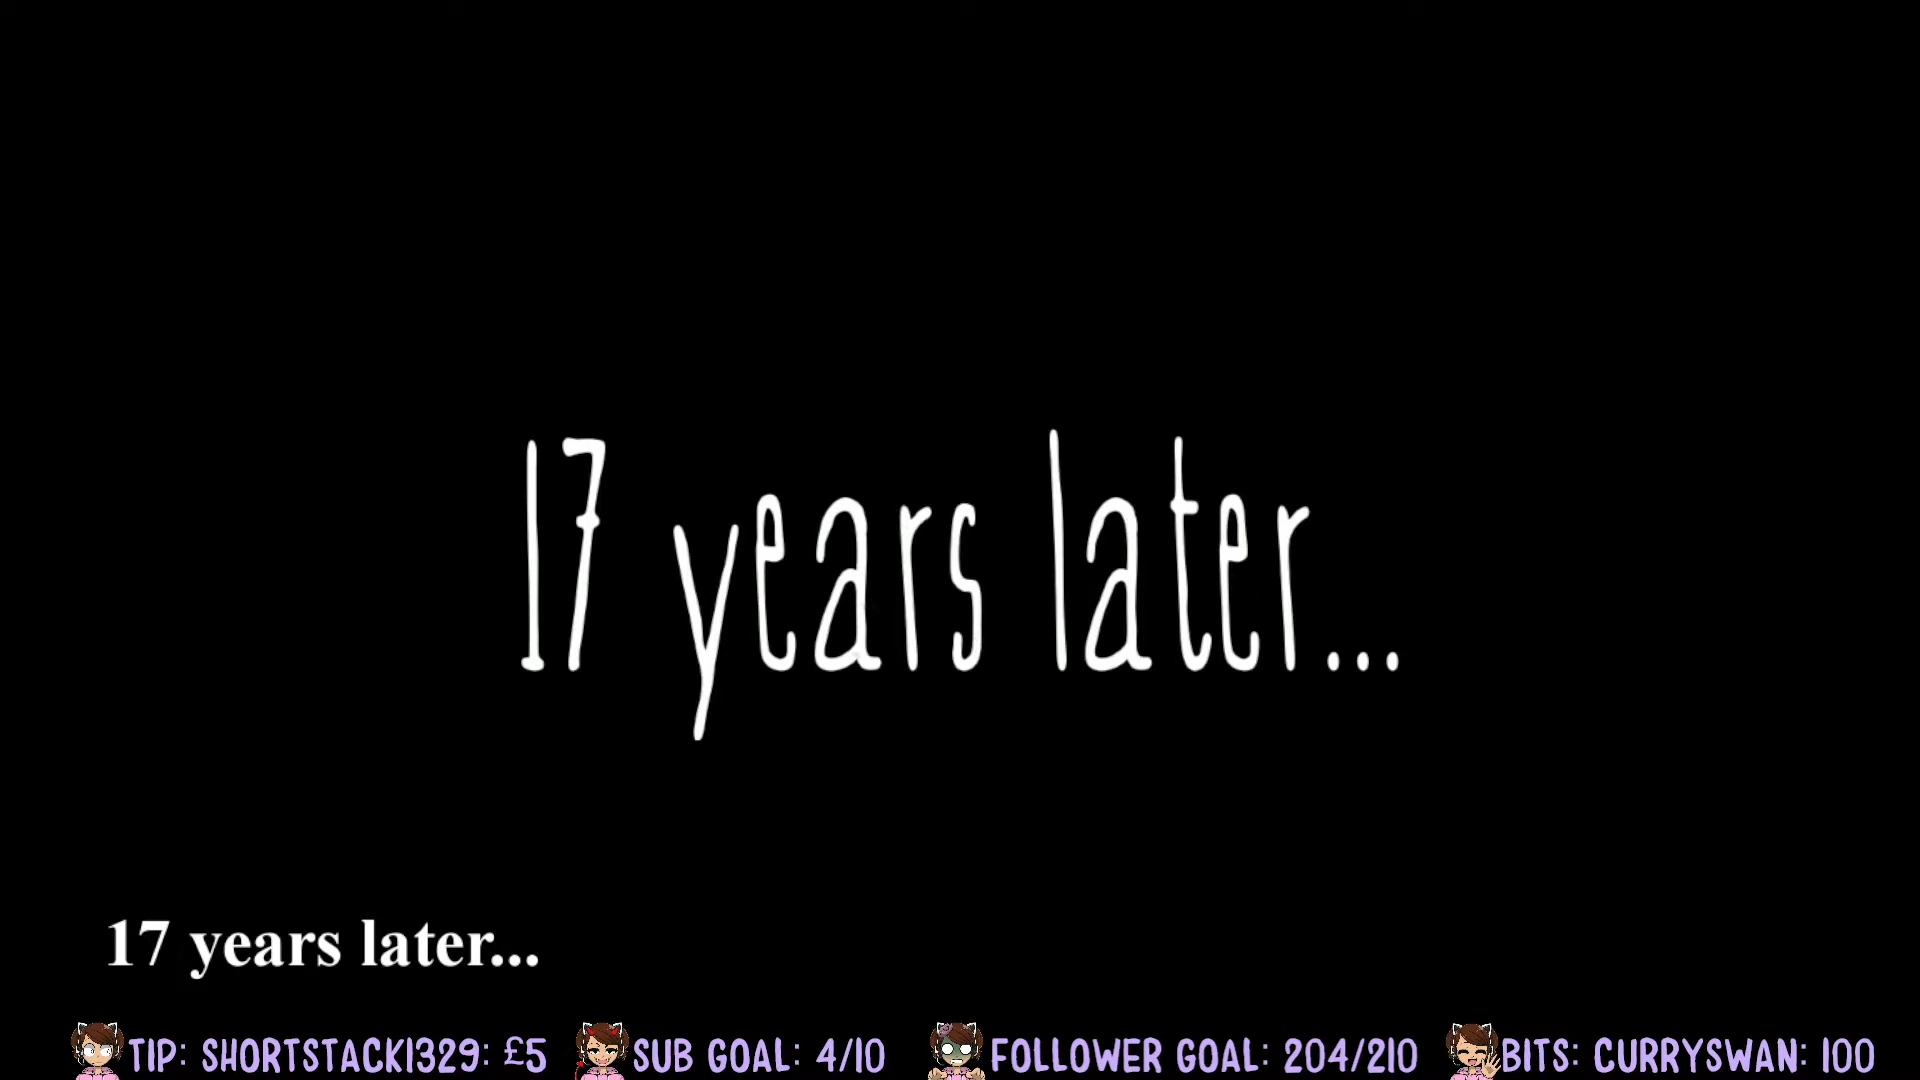 17 years later...
17 years later...
TIP: SHORTSTACK1329: £5 SUB GOAL: 4/10 FOLLOWER GOAL: 204/210 BITS: CURRYSWAN: 100